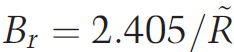 B_r = 2.405/R̃